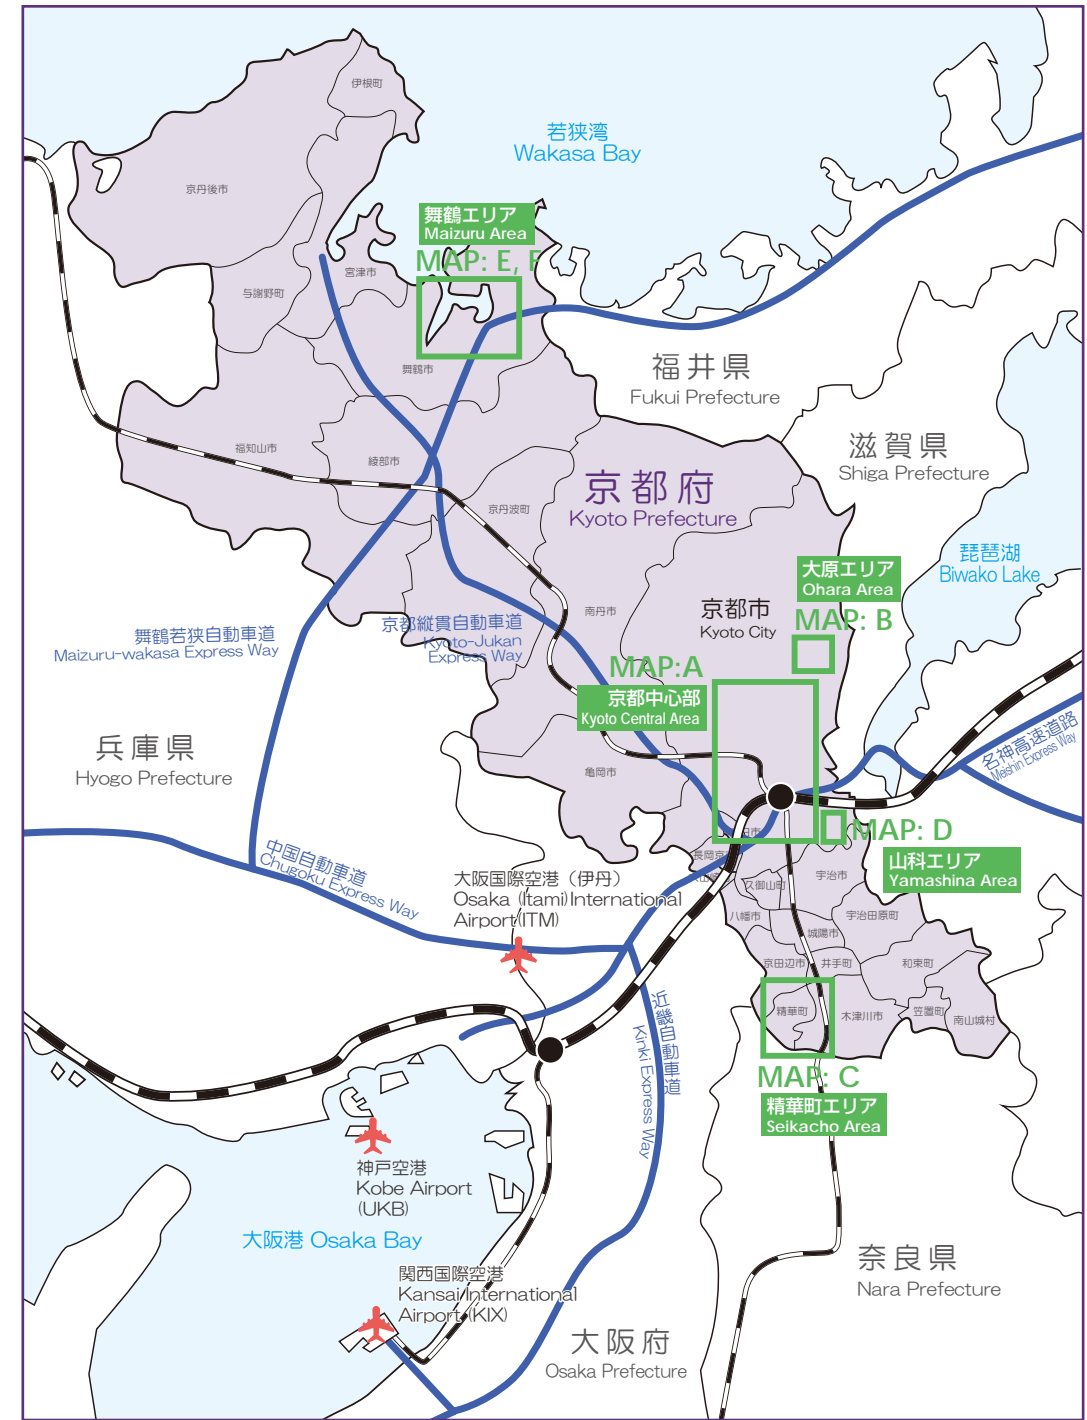 伊根町
若狭湾
Wakasa Bay
京丹後市
舞鶴エリア
Maizuru Area
MAP: E, F
宮津市
与謝野町
舞鶴市
福井県
Fukui Prefecture
滋賀県
Shiga Prefecture
福知山市
綾部市
京都府
Kyoto Prefecture
京丹波町
琵琶湖
Biwako Lake
大原エリア
Ohara Area
MAP: B
南丹市
京都市
Kyoto City
京都縦貫自動車道
Kyoto-Jukan
Express Way
舞鶴若狭自動車道
Maizuru-wakasa Express Way
MAP:A
京都中心部
Kyoto Central Area
名神高速道路
Meishin Express Way
兵庫県
Hyogo Prefecture
亀岡市
MAP: D
山科エリア
Yamashina Area
中国自動車道
Chugoku Express Way
長岡京
宇治市
久御山町
八幡市
宇治田原町
城陽市
京田辺市
井手町
和束町
大阪国際空港（伊丹）
Osaka (Itami)International
Airport(ITM)
精華町
木津川市
笠置町
南山城村
近畿自動車道
Kinki Express Way
MAP: C
精華町エリア
Seikacho Area
神戸空港
Kobe Airport
(UKB)
大阪港 Osaka Bay
関西国際空港
Kansai International
Airport (KIX)
奈良県
Nara Prefecture
大阪府
Osaka Prefecture